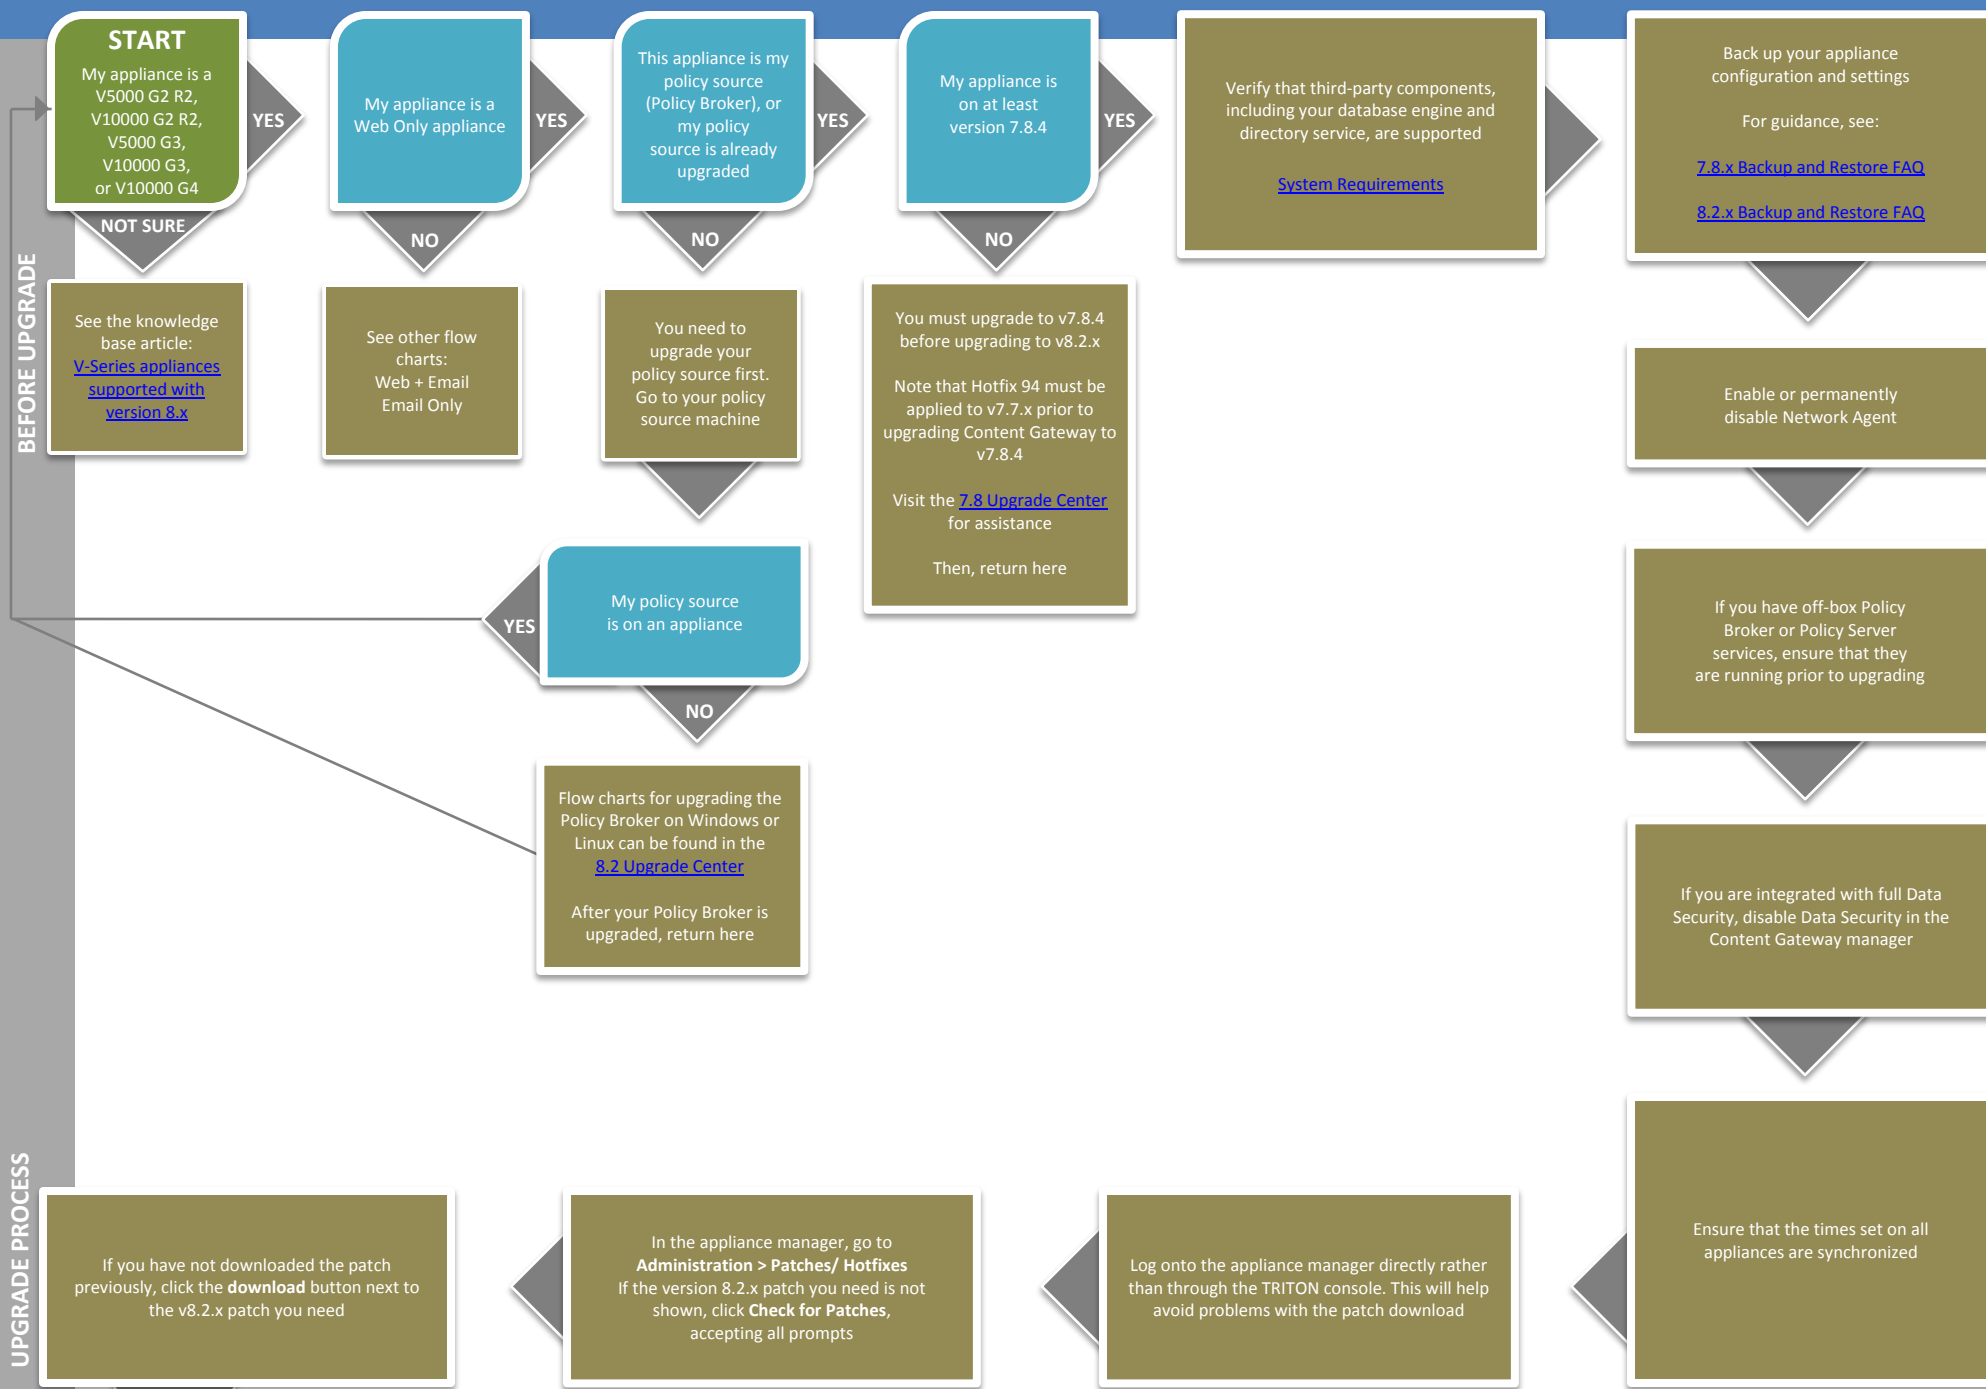 START
My appliance is a
V5000 G2 R2,
V10000 G2 R2,
V5000 G3,
V10000 G3,
or V10000 G4
YES
NOT SURE
My appliance is a
Web Only appliance
YES
NO
This appliance is my
policy source
(Policy Broker), or
my policy
source is already
upgraded
YES
NO
My appliance is
on at least
version 7.8.4
YES
NO
Verify that third-party components,
including your database engine and
directory service, are supported
System Requirements
Back up your appliance
configuration and settings
For guidance, see:
7.8.x Backup and Restore FAQ
8.2.x Backup and Restore FAQ
BEFORE UPGRADE
See the knowledge
base article:
V-Series appliances
supported with
version 8.x
See other flow
charts:
Web + Email
Email Only
You need to
upgrade your
policy source first.
Go to your policy
source machine
You must upgrade to v7.8.4
before upgrading to v8.2.x
Note that Hotfix 94 must be
applied to v7.7.x prior to
upgrading Content Gateway to
v7.8.4
Visit the 7.8 Upgrade Center
for assistance
Then, return here
Enable or permanently
disable Network Agent
My policy source
is on an appliance
YES
NO
If you have off-box Policy
Broker or Policy Server
services, ensure that they
are running prior to upgrading
Flow charts for upgrading the
Policy Broker on Windows or
Linux can be found in the
8.2 Upgrade Center
After your Policy Broker is
upgraded, return here
If you are integrated with full Data
Security, disable Data Security in the
Content Gateway manager
UPGRADE PROCESS
Ensure that the times set on all
appliances are synchronized
Log onto the appliance manager directly rather
than through the TRITON console. This will help
avoid problems with the patch download
In the appliance manager, go to
Administration > Patches/ Hotfixes
If the version 8.2.x patch you need is not
shown, click Check for Patches,
accepting all prompts
If you have not downloaded the patch
previously, click the download button next to
the v8.2.x patch you need